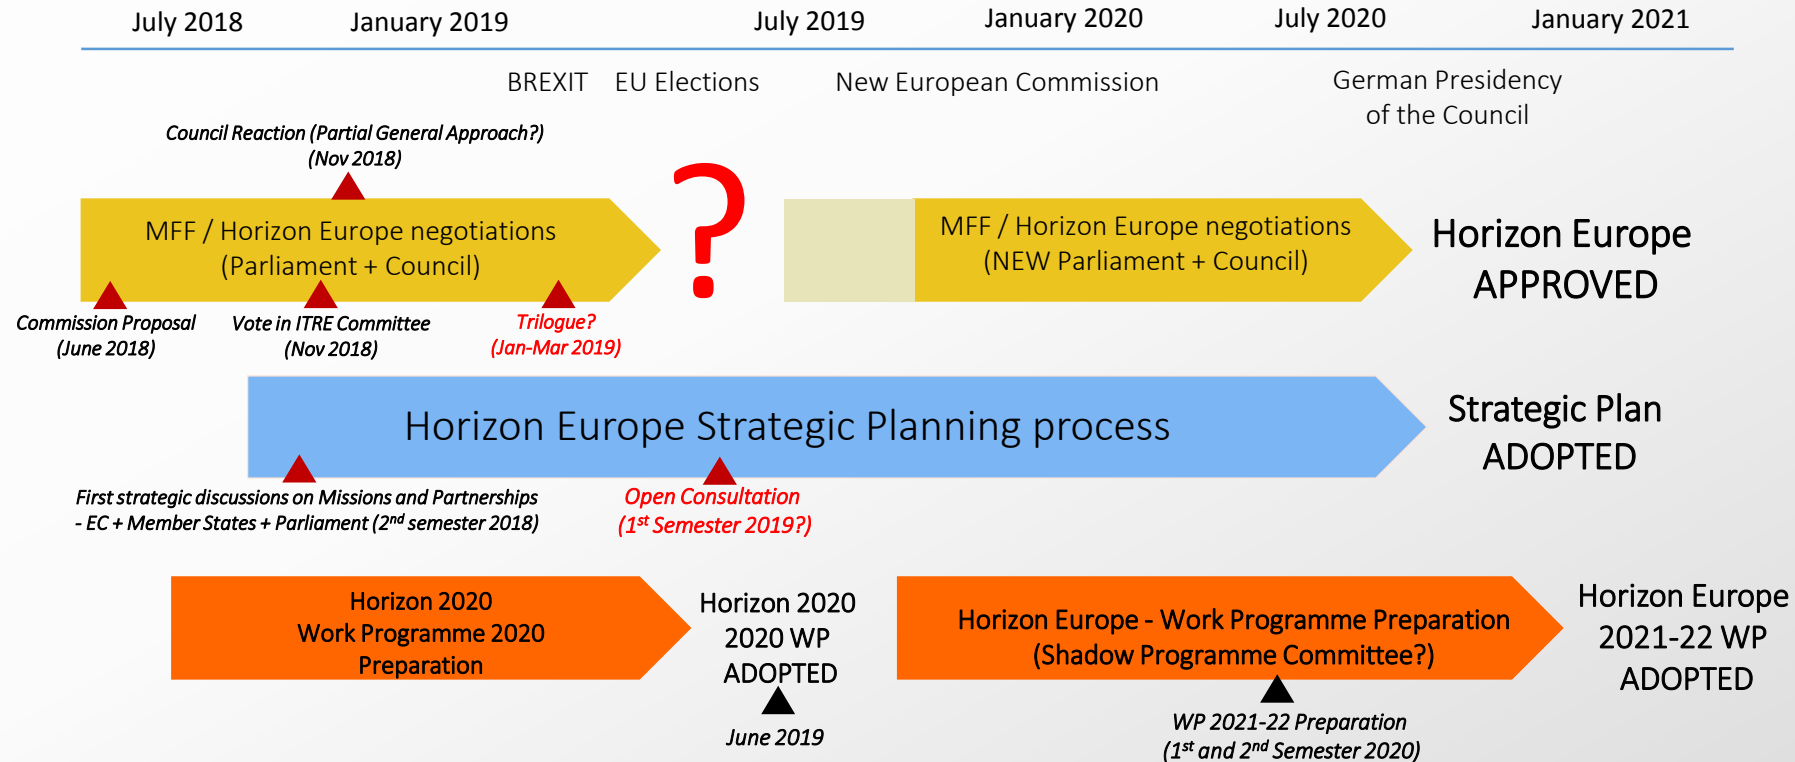 July 2018
January 2019
July 2019
January 2020
July 2020
January 2021
BREXIT
EU Elections
New European Commission
German Presidency
of the Council
Council Reaction (Partial General Approach?)
(Nov 2018)
MFF / Horizon Europe negotiations
(Parliament + Council)
?
MFF / Horizon Europe negotiations
(NEW Parliament + Council)
Horizon Europe
APPROVED
Commission Proposal
(June 2018)
Vote in ITRE Committee
(Nov 2018)
Trilogue?
(Jan-Mar 2019)
Horizon Europe Strategic Planning process
Strategic Plan
ADOPTED
First strategic discussions on Missions and Partnerships
- EC + Member States + Parliament (2nd semester 2018)
Open Consultation
(1st Semester 2019?)
Horizon 2020
Work Programme 2020
Preparation
Horizon 2020
2020 WP
ADOPTED
June 2019
Horizon Europe - Work Programme Preparation
(Shadow Programme Committee?)
WP 2021-22 Preparation
(1st and 2nd Semester 2020)
Horizon Europe
2021-22 WP
ADOPTED